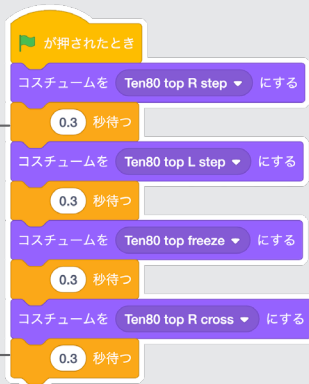 が押されたとき
コスチュームを Ten80 top R step にする
0.3 秒待つ
コスチュームを Ten80 top L step にする
0.3 秒待つ
コスチュームを Ten80 top freeze にする
0.3 秒待つ
コスチュームを Ten80 top R cross にする
0.3 秒待つ